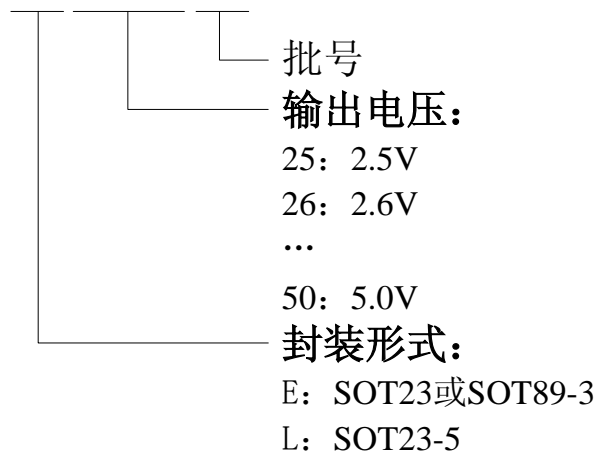 批号
输出电压：
25：2.5V
26：2.6V
…
50：5.0V
封装形式：
E：SOT23或SOT89-3
L：SOT23-5